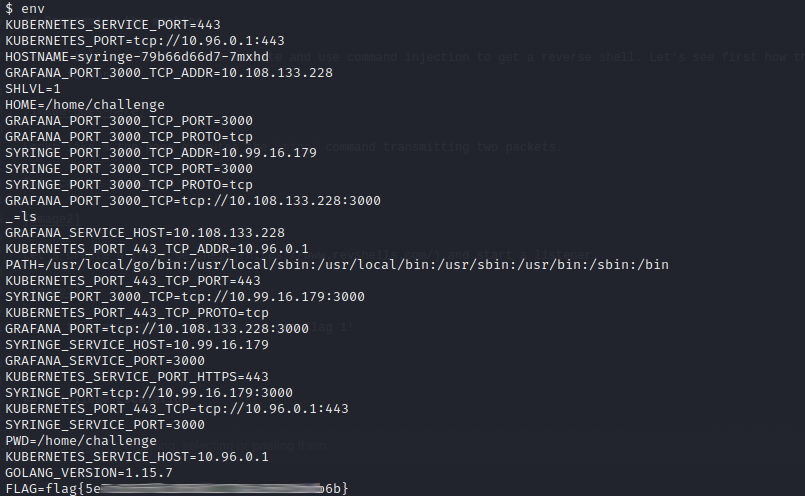 $ env
KUBERNETES_SERVICE_PORT=443
KUBERNETES_PORT=tcp://10.96.0.1:443
HOSTNAME=syringe-79b66d66d7-7mxhd
GRAFANA_PORT_3000_TCP_ADDR=10.108.133.228
SHLVL=1
HOME=/home/challenge
GRAFANA_PORT_3000_TCP_PORT=3000
GRAFANA_PORT_3000_TCP_PROTO=tcp
SYRINGE_PORT_3000_TCP_ADDR=10.99.16.179
SYRINGE_PORT_3000_TCP_PORT=3000
SYRINGE_PORT_3000_TCP_PROTO=tcp
GRAFANA_PORT_3000_TCP=tcp://10.108.133.228:3000
_=ls
GRAFANA_SERVICE_HOST=10.108.133.228
KUBERNETES_PORT_443_TCP_ADDR=10.96.0.1
PATH=/usr/local/go/bin:/usr/local/sbin:/usr/local/bin:/usr/sbin:/usr/bin:/sbin:/bin
KUBERNETES_PORT_443_TCP_PORT=443
SYRINGE_PORT_3000_TCP=tcp://10.99.16.179:3000
KUBERNETES_PORT_443_TCP_PROTO=tcp
GRAFANA_PORT=tcp://10.108.133.228:3000
SYRINGE_SERVICE_HOST=10.99.16.179
GRAFANA_SERVICE_PORT=3000
KUBERNETES_SERVICE_PORT_HTTPS=443
SYRINGE_PORT=tcp://10.99.16.179:3000
KUBERNETES_PORT_443_TCP=tcp://10.96.0.1:443
SYRINGE_SERVICE_PORT=3000
PWD=/home/challenge
KUBERNETES_SERVICE_HOST=10.96.0.1
GOLANG_VERSION=1.15.7
FLAG=flag{5e 6b}